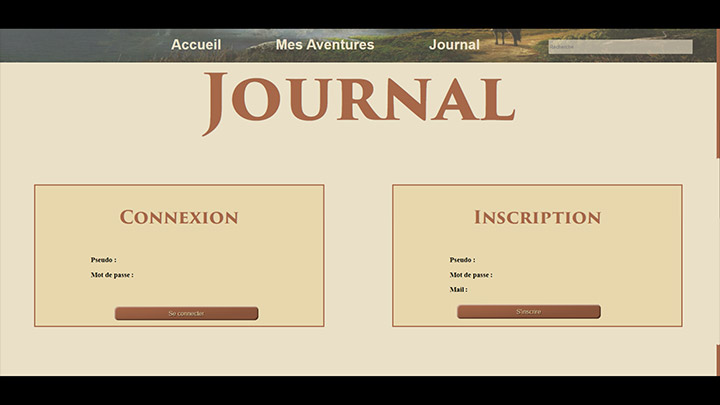 Accueil Mes Aventures Journal Recherche
Journal
Connexion
Pseudo :
Mot de passe :
Se connecter
Inscription
Pseudo :
Mot de passe :
Mail :
S'inscrire